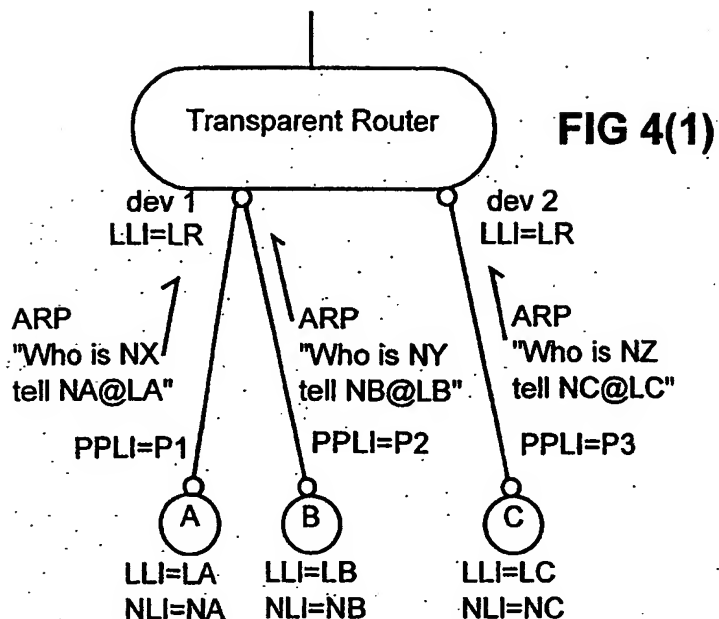 Transparent Router
FIG 4(1)
dev 1
LLI=LR
dev 2
LLI=LR
ARP
"Who is NX
tell NA@LA"
ARP
"Who is NY
tell NB@LB"
ARP
"Who is NZ
tell NC@LC"
PPLI=P1
PPLI=P2
PPLI=P3
A
B
C
LLI=LA
NLI=NA
LLI=LB
NLI=NB
LLI=LC
NLI=NC